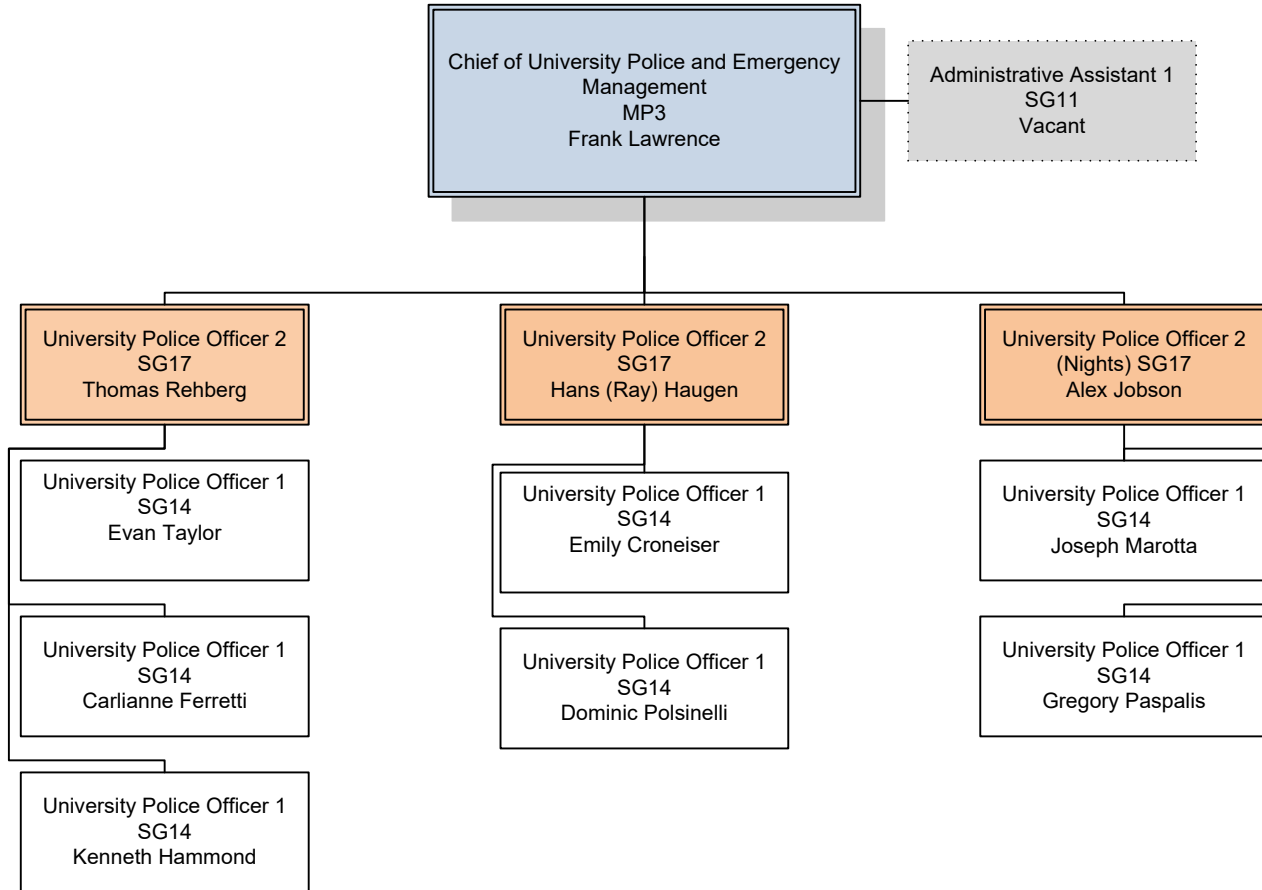 Chief of University Police and Emergency
Management
MP3
Frank Lawrence
Administrative Assistant 1
SG11
Vacant
University Police Officer 2
SG17
Thomas Rehberg
University Police Officer 2
SG17
Hans (Ray) Haugen
University Police Officer 2
(Nights) SG17
Alex Jobson
University Police Officer 1
SG14
Evan Taylor
University Police Officer 1
SG14
Emily Croneiser
University Police Officer 1
SG14
Joseph Marotta
University Police Officer 1
SG14
Carlianne Ferretti
University Police Officer 1
SG14
Dominic Polsinelli
University Police Officer 1
SG14
Gregory Paspalis
University Police Officer 1
SG14
Kenneth Hammond